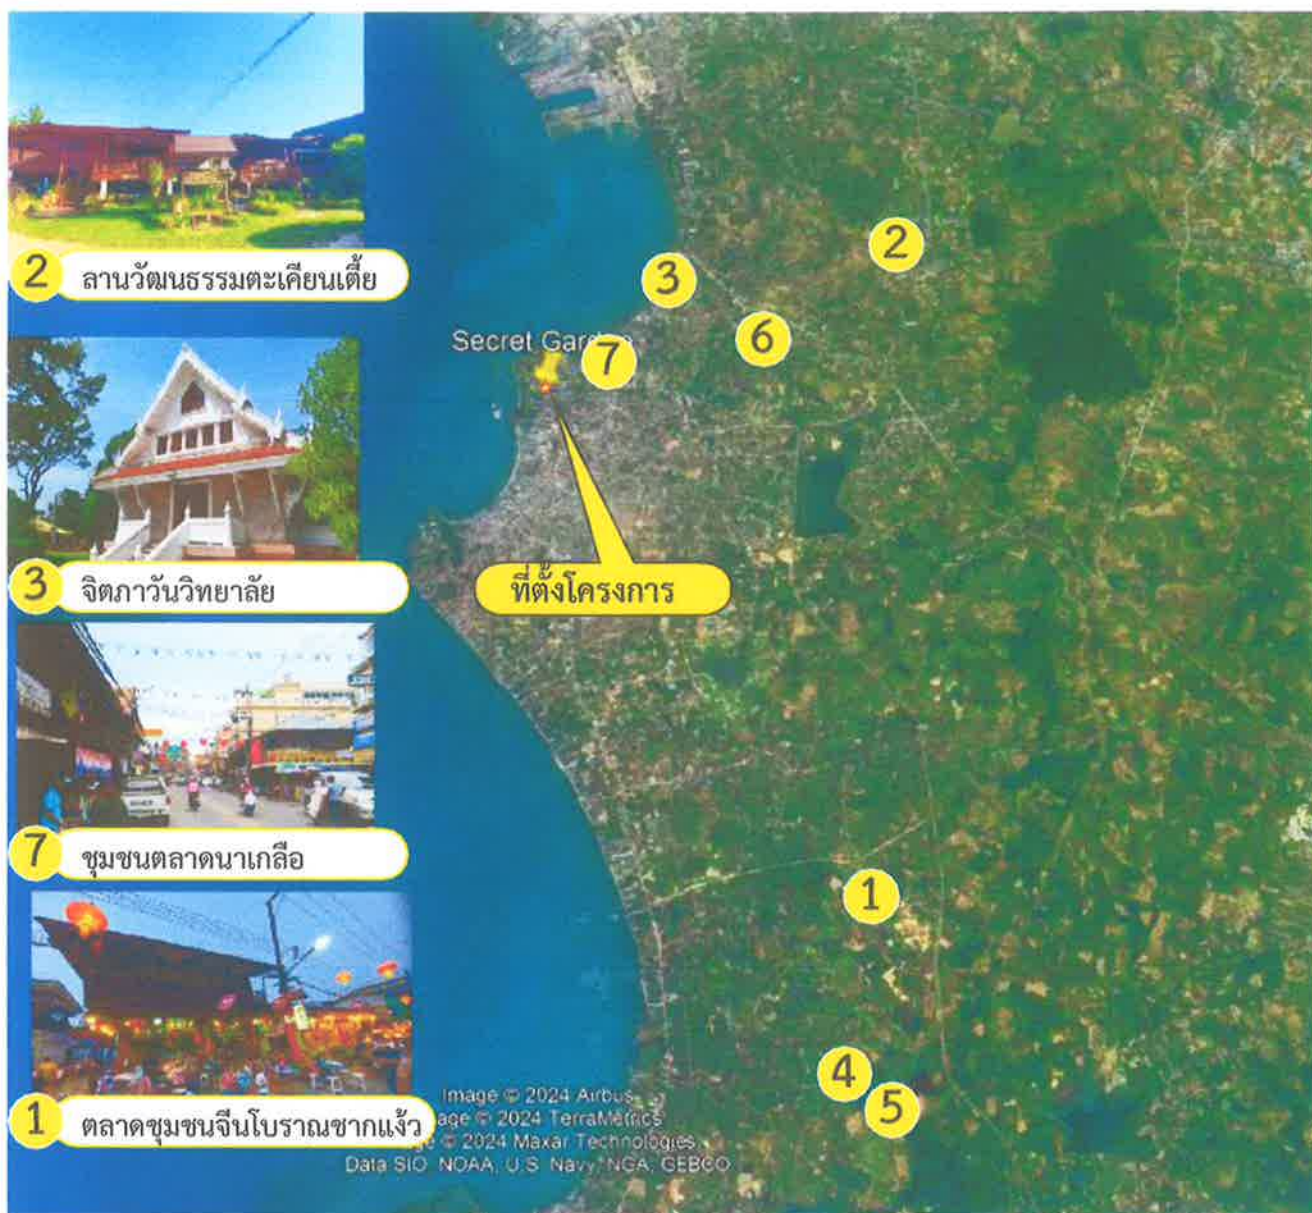 2 ลานวัฒนธรรมตะเคียนเตี้ย
3 จิตภาวันวิทยาลัย
7 ชุมชนตลาดนาเกลือ
1 ตลาดชุมชนจีนโบราณชากแง้ว
2
3
6
Secret Garden
7
ที่ตั้งโครงการ
1
4
5
Image © 2024 Airbus
age © 2024 TerraMetrics
© 2024 Maxar Technologies
Data SIO, NOAA, U.S. Navy, NGA, GEBCO